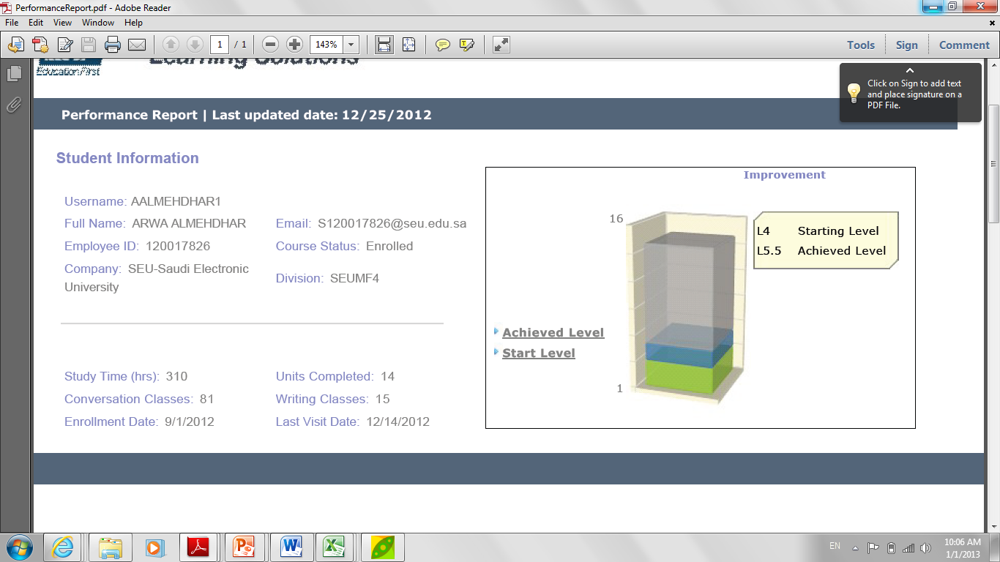 PerformanceReport.pdf - Adobe Reader
File Edit View Window Help
1 / 1 143% Tools Sign Comment
Learning Solutions
Education First
Click on Sign to add text
and place signature on a
PDF File.
Performance Report | Last updated date: 12/25/2012
Student Information
Username: AALMEHDHAR1
Full Name: ARWA ALMEHDHAR Email: S120017826@seu.edu.sa
Employee ID: 120017826 Course Status: Enrolled
Company: SEU-Saudi Electronic
University
Division: SEUMF4
Study Time (hrs): 310 Units Completed: 14
Conversation Classes: 81 Writing Classes: 15
Enrollment Date: 9/1/2012 Last Visit Date: 12/14/2012
Improvement
16
L4 Starting Level
L5.5 Achieved Level
Achieved Level
Start Level
1
EN
10:06 AM
1/1/2013